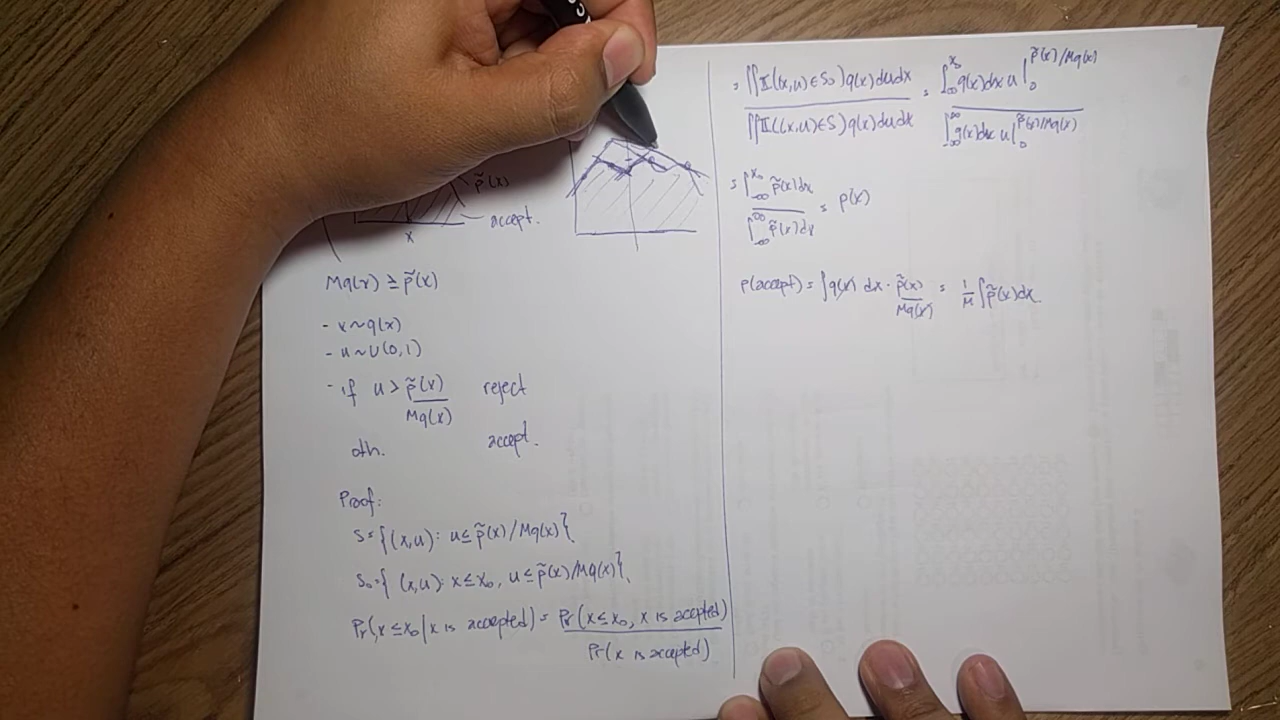 p̃(x)
accept.
x
Mq(x) ≥ p̃(x)
- x ~ q(x)
- u ~ U(0,1)
- if u > p̃(x)/Mq(x) reject
oth. accept.
Proof:
S = {(x,u): u ≤ p̃(x)/Mq(x)}
S₀ = {(x,u): x ≤ x₀, u ≤ p̃(x)/Mq(x)}
Pr(x ≤ x₀ | x is accepted) = Pr(x ≤ x₀, x is accepted) / Pr(x is accepted)
= ∬𝕀((x,u) ∈ S₀)q(x)dudx / ∬𝕀((x,u) ∈ S)q(x)dudx = ∫_{-∞}^{x₀} q(x)dx u|₀^{p̃(x)/Mq(x)} / ∫_{-∞}^{∞} q(x)dx u|₀^{p̃(x)/Mq(x)}
= ∫_{-∞}^{x₀} p̃(x)dx / ∫_{-∞}^{∞} p̃(x)dx = p(x)
p(accept) = ∫q(x) dx · p̃(x)/Mq(x) = 1/M ∫p̃(x)dx.